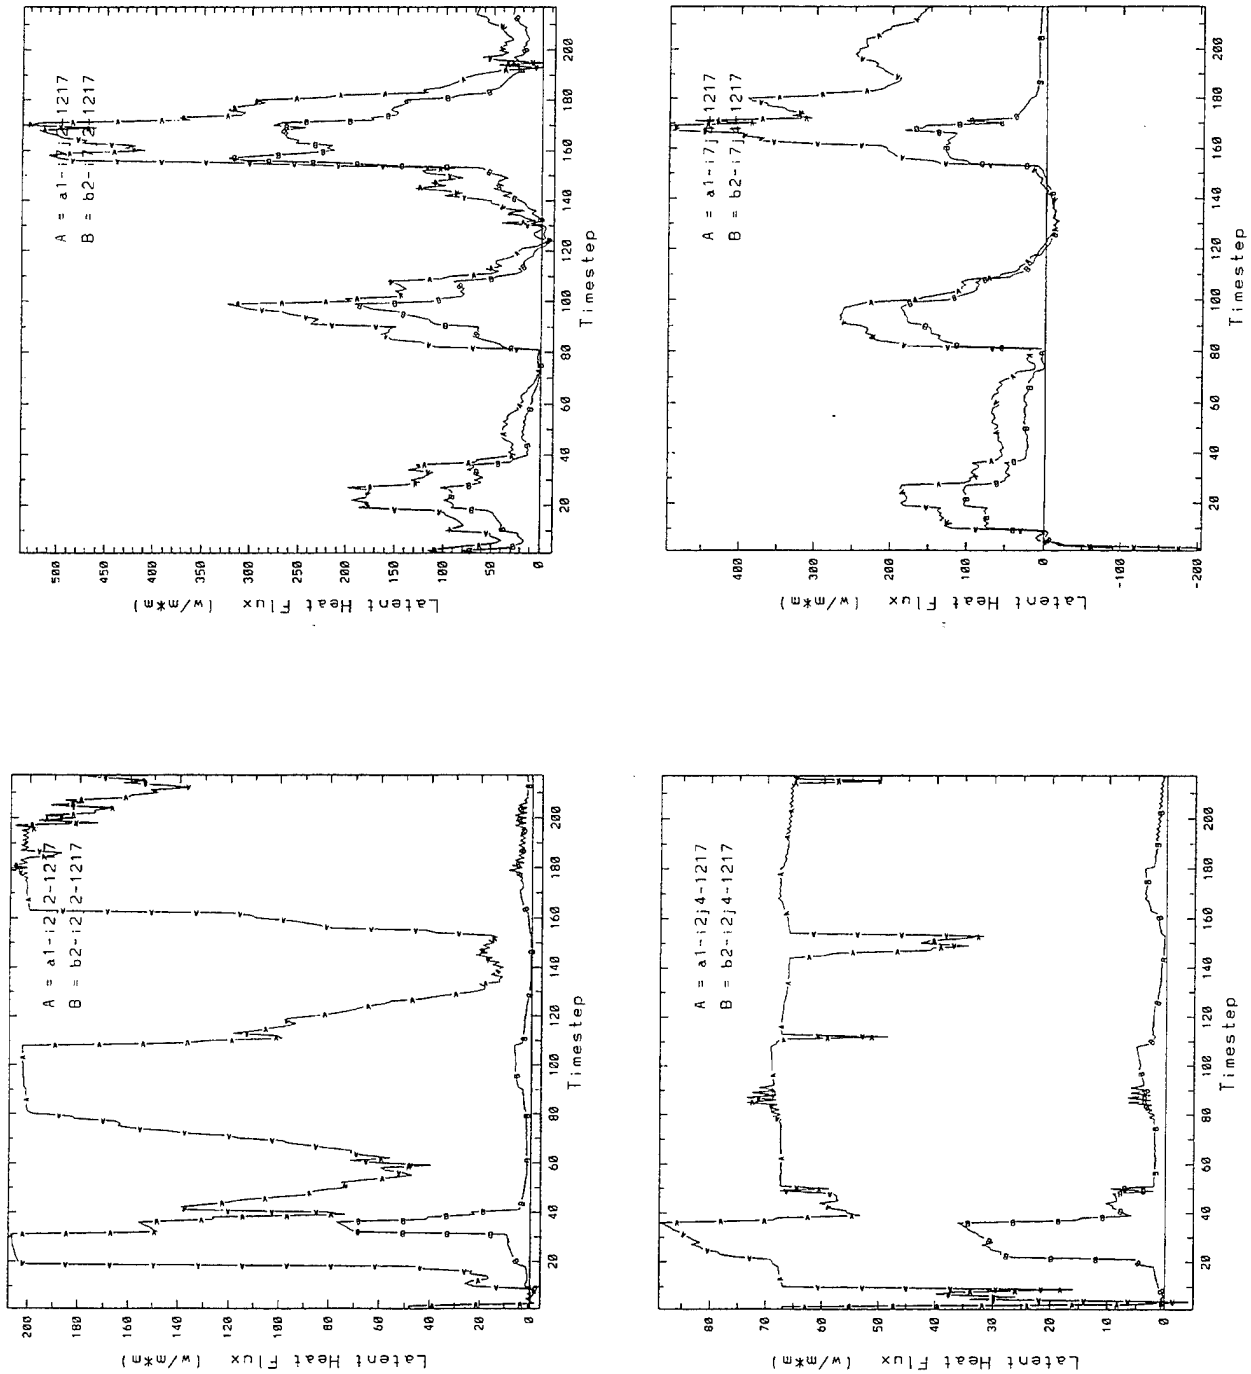 A = a1-i2j2-1217
B = b2-i2j2-1217
Latent Heat Flux (w/m*m)
200
180
160
140
120
100
80
60
40
20
0
20 40 60 80 100 120 140 160 180 200
Timestep
A = a1-i7j2-1217
B = b2-i7j2-1217
Latent Heat Flux (w/m*m)
500
450
400
350
300
250
200
150
100
50
0
20 40 60 80 100 120 140 160 180 200
Timestep
A = a1-i2j4-1217
B = b2-i2j4-1217
Latent Heat Flux (w/m*m)
80
70
60
50
40
30
20
10
0
20 40 60 80 100 120 140 160 180 200
Timestep
A = a1-i7j4-1217
B = b2-i7j4-1217
Latent Heat Flux (w/m*m)
400
300
200
100
0
-100
-200
20 40 60 80 100 120 140 160 180 200
Timestep